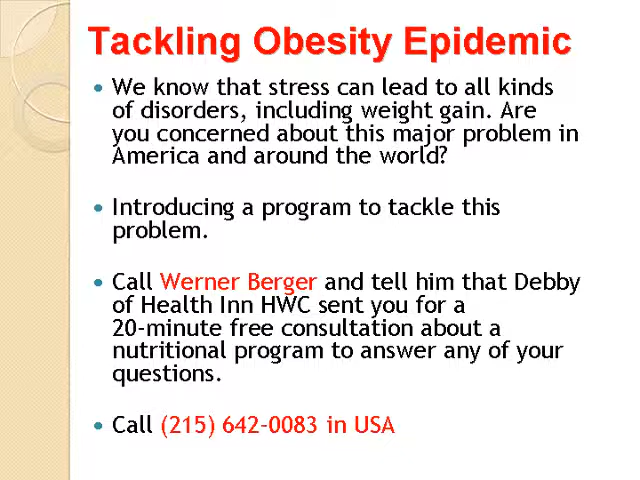 Tackling Obesity Epidemic
We know that stress can lead to all kinds
of disorders, including weight gain. Are
you concerned about this major problem in
America and around the world?
Introducing a program to tackle this
problem.
Call Werner Berger and tell him that Debby
of Health Inn HWC sent you for a
20-minute free consultation about a
nutritional program to answer any of your
questions.
Call (215) 642-0083 in USA